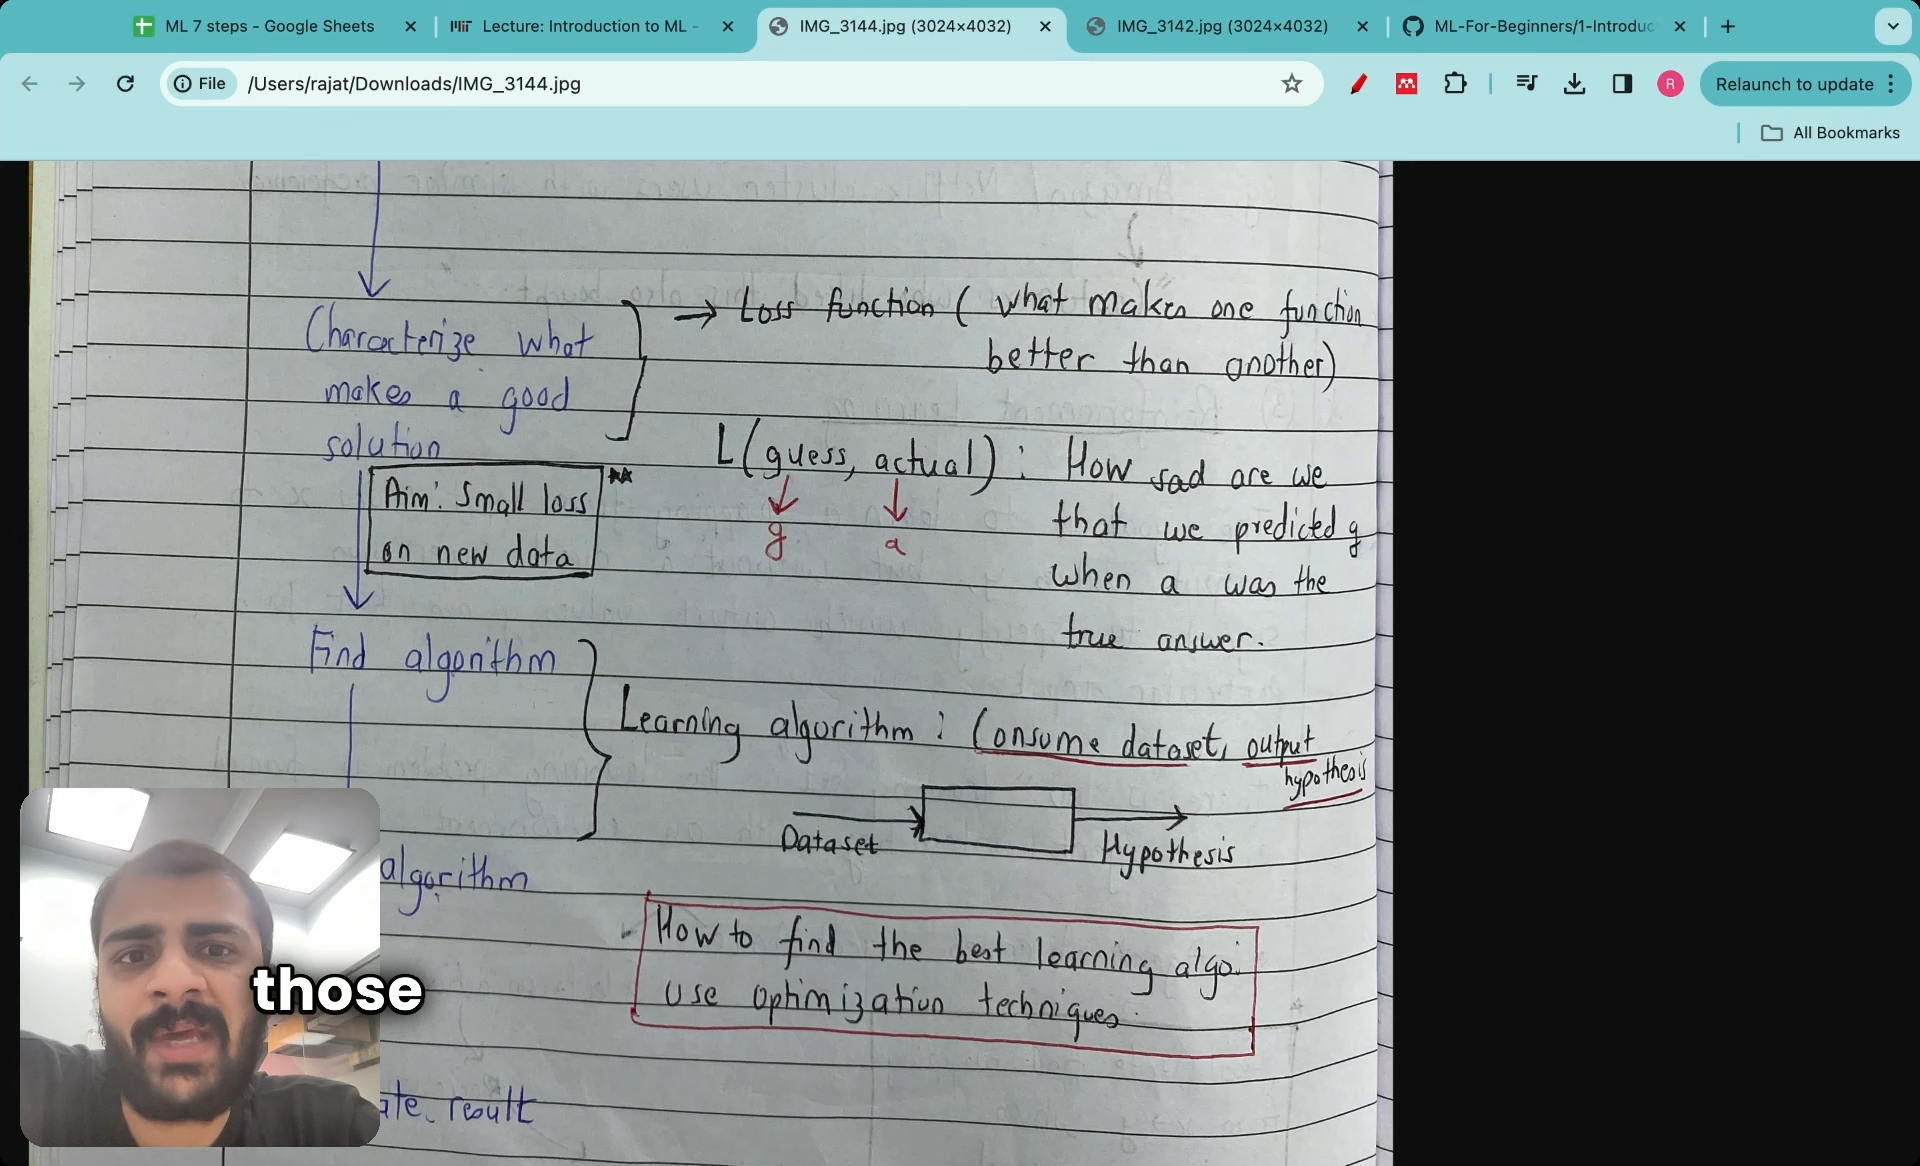 ML 7 steps - Google Sheets
Lecture: Introduction to ML -
IMG_3144.jpg (3024×4032)
IMG_3142.jpg (3024×4032)
ML-For-Beginners/1-Introduc
File
/Users/rajat/Downloads/IMG_3144.jpg
R
Relaunch to update
All Bookmarks
Characterize what
makes a good
solution
→ Loss function ( what makes one function
better than another)
L(guess, actual) : How sad are we
g a
that we predicted g
when a was the
true answer.
Aim: Small loss **
on new data
Find algorithm
Learning algorithm : Consume dataset, output
hypothesis
Dataset
Hypothesis
algorithm
How to find the best learning algo.
Use optimization techniques.
those
ate result